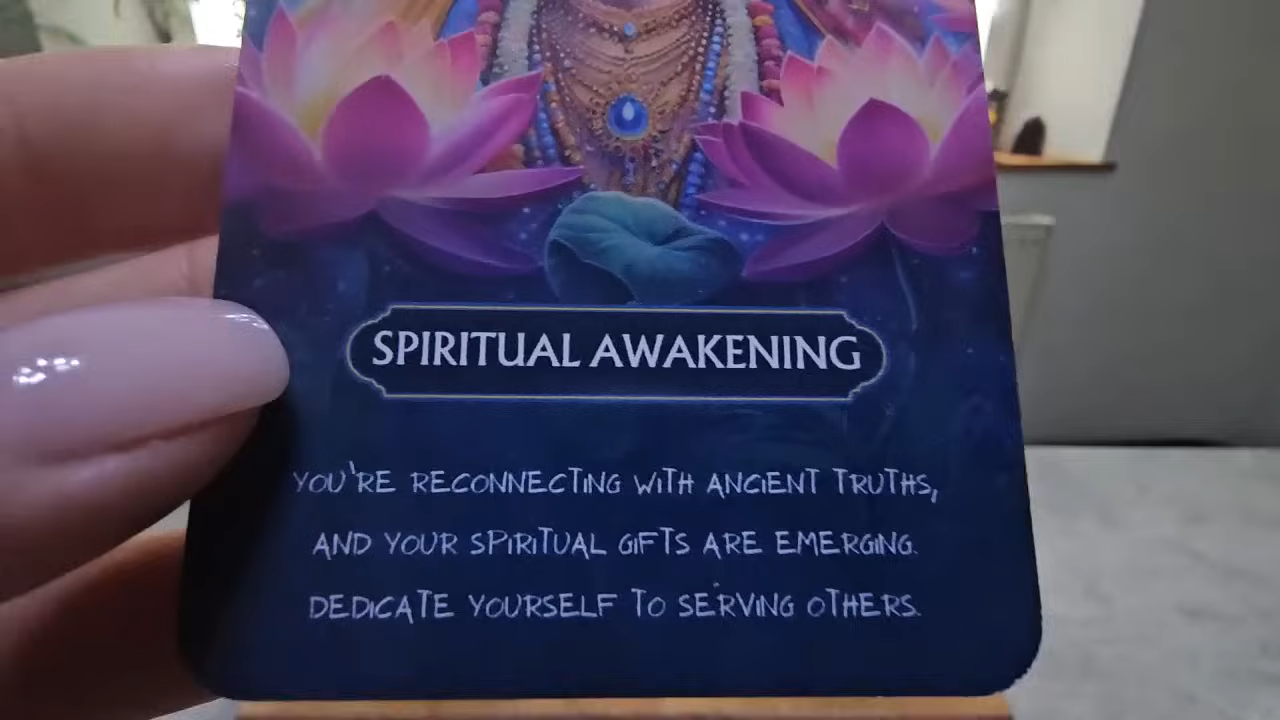 SPIRITUAL AWAKENING
YOU'RE RECONNECTING WITH ANCIENT TRUTHS,
AND YOUR SPIRITUAL GIFTS ARE EMERGING.
DEDICATE YOURSELF TO SERVING OTHERS.